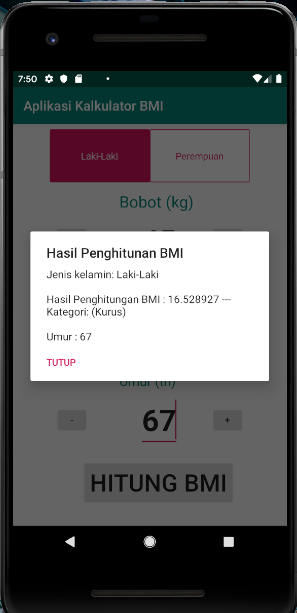 7:50
Aplikasi Kalkulator BMI
Laki-Laki
Perempuan
Bobot (kg)
Hasil Penghitunan BMI
Jenis kelamin: Laki-Laki
Hasil Penghitungan BMI : 16.528927 ---
Kategori: (Kurus)
Umur : 67
TUTUP
Umur (th)
-
67
+
HITUNG BMI